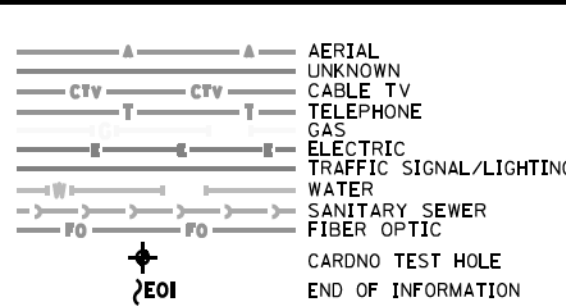 A A AERIAL
UNKNOWN
CTV CTV CABLE TV
T T TELEPHONE
G GAS
E E E ELECTRIC
TRAFFIC SIGNAL/LIGHTING
W WATER
SANITARY SEWER
FO FO FIBER OPTIC
CARDNO TEST HOLE
EOI END OF INFORMATION